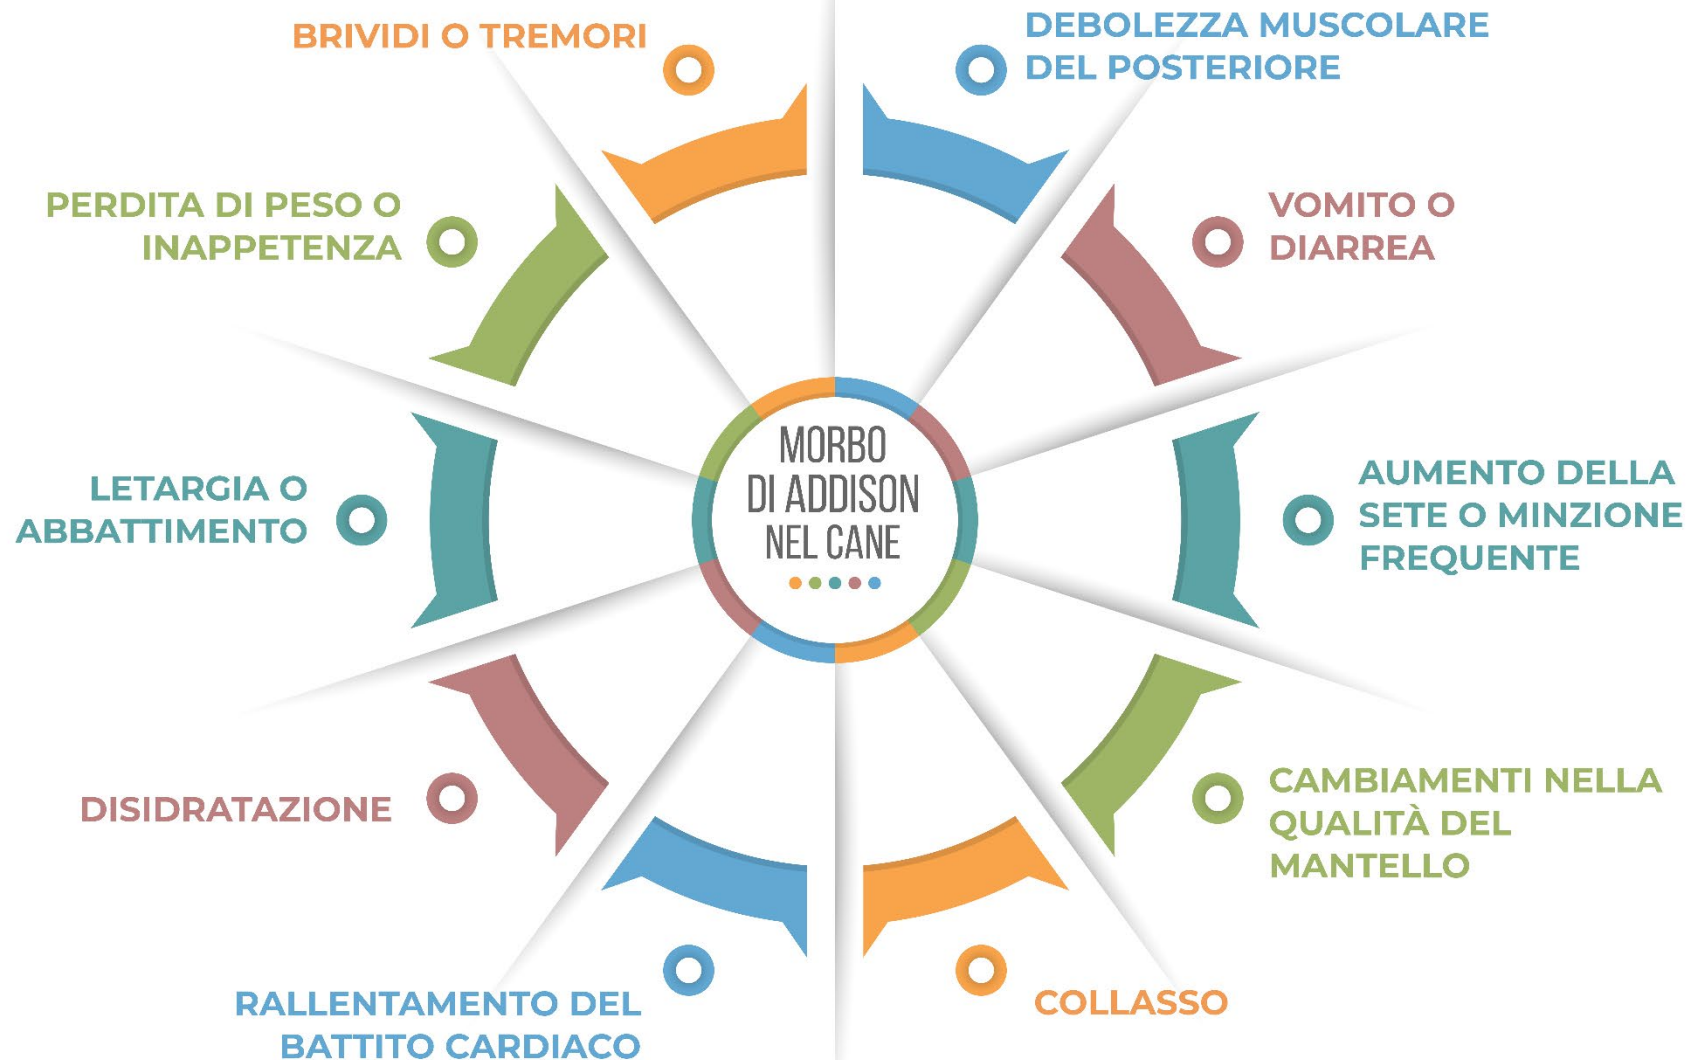 BRIVIDI O TREMORI
DEBOLEZZA MUSCOLARE
DEL POSTERIORE
PERDITA DI PESO O
INAPPETENZA
VOMITO O
DIARREA
LETARGIA O
ABBATTIMENTO
MORBO
DI ADDISON
NEL CANE
AUMENTO DELLA
SETE O MINZIONE
FREQUENTE
DISIDRATAZIONE
CAMBIAMENTI NELLA
QUALITÀ DEL
MANTELLO
RALLENTAMENTO DEL
BATTITO CARDIACO
COLLASSO